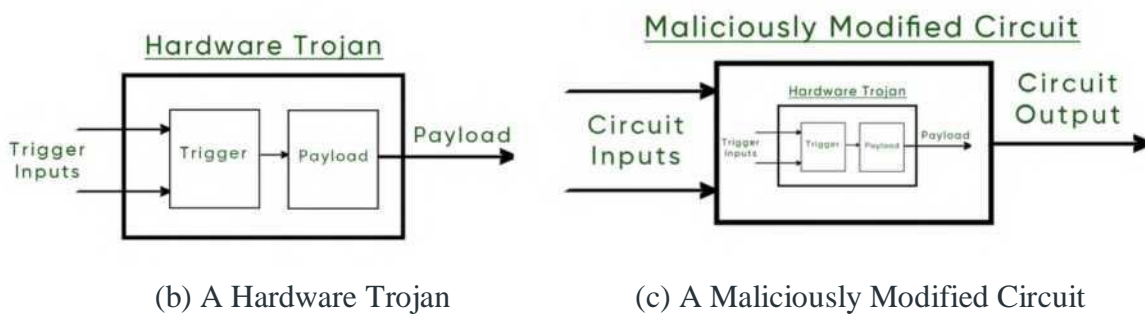 Hardware Trojan
Trigger
Inputs
Trigger
Payload
Payload
(b) A Hardware Trojan
Maliciously Modified Circuit
Circuit
Inputs
Hardware Trojan
Trigger
Inputs
Trigger
Payload
Payload
Circuit
Output
(c) A Maliciously Modified Circuit